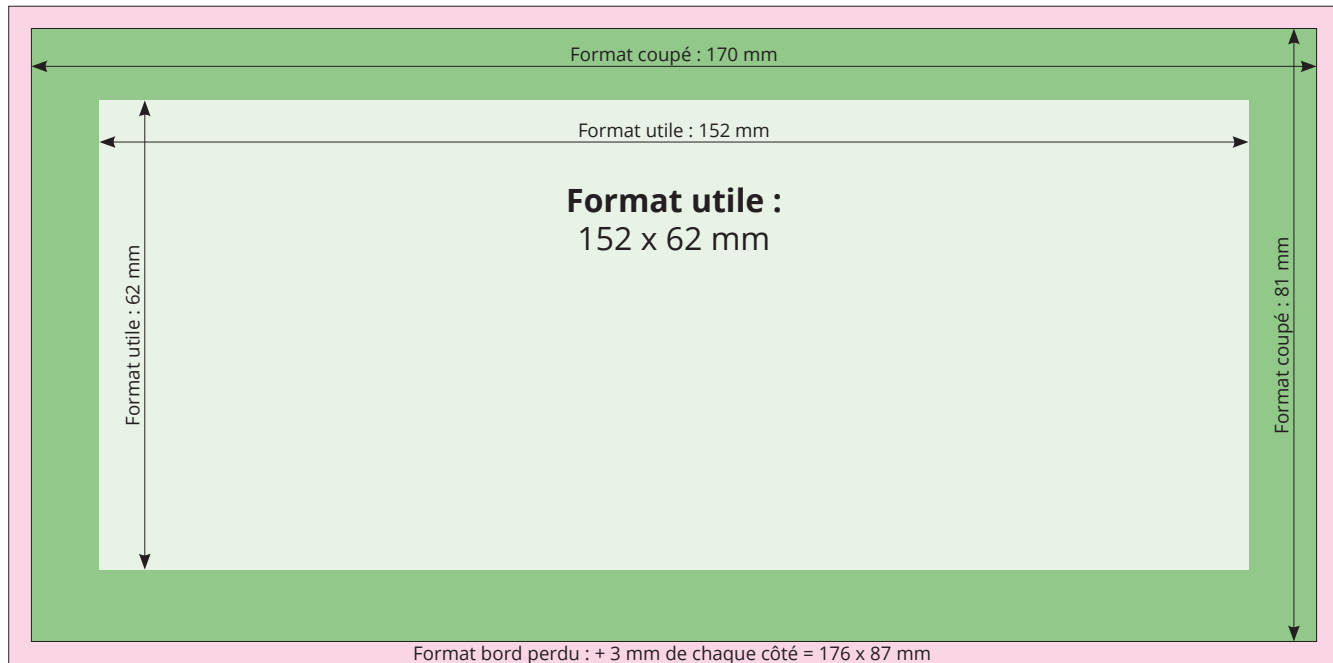 Format coupé : 170 mm
Format utile : 152 mm
Format utile :
152 x 62 mm
Format utile : 62 mm
Format coupé : 81 mm
Format bord perdu : + 3 mm de chaque côté = 176 x 87 mm